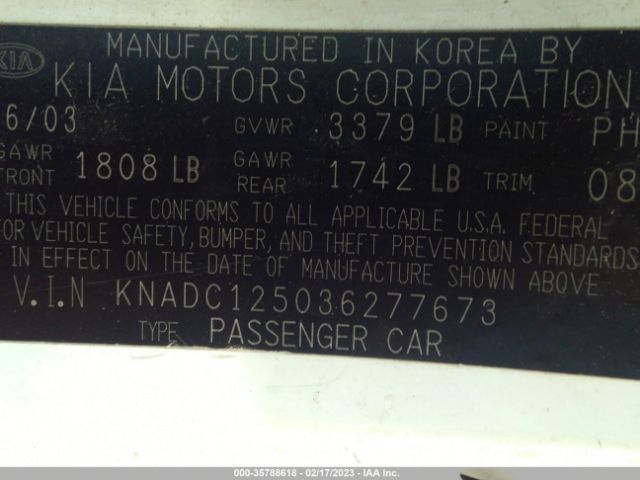 KIA
MANUFACTURED IN KOREA BY
KIA MOTORS CORPORATION
6/03 GVWR 3379 LB PAINT PH
GAWR FRONT 1808 LB GAWR REAR 1742 LB TRIM 08
THIS VEHICLE CONFORMS TO ALL APPLICABLE U.S.A. FEDERAL
OR VEHICLE SAFETY, BUMPER, AND THEFT PREVENTION STANDARDS
IN EFFECT ON THE DATE OF MANUFACTURE SHOWN ABOVE
V.I.N KNADC125036277673
TYPE PASSENGER CAR
000-35788618 - 02/17/2023 - IAA Inc.